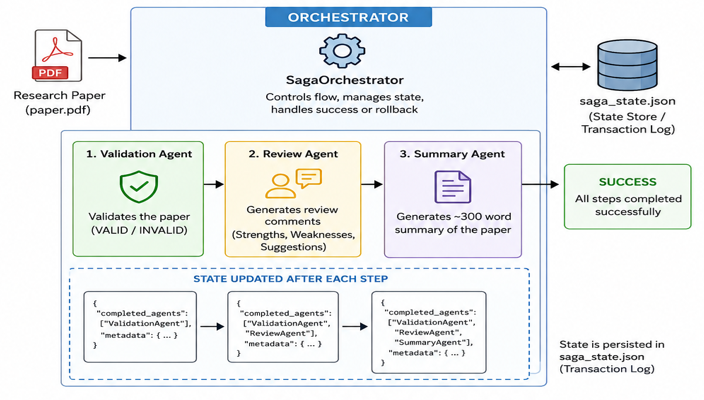 ORCHESTRATOR
PDF
Research Paper
(paper.pdf)
SagaOrchestrator
Controls flow, manages state,
handles success or rollback
saga_state.json
(State Store /
Transaction Log)
1. Validation Agent
Validates the paper
(VALID / INVALID)
2. Review Agent
Generates review
comments
(Strengths, Weaknesses,
Suggestions)
3. Summary Agent
Generates ~300 word
summary of the paper
SUCCESS
All steps completed
successfully
STATE UPDATED AFTER EACH STEP
{
"completed_agents":
["ValidationAgent"],
"metadata": { ... }
}
{
"completed_agents":
["ValidationAgent",
"ReviewAgent"],
"metadata": { ... }
}
{
"completed_agents":
["ValidationAgent",
"ReviewAgent",
"SummaryAgent"],
"metadata": { ... }
}
State is persisted in
saga_state.json
(Transaction Log)